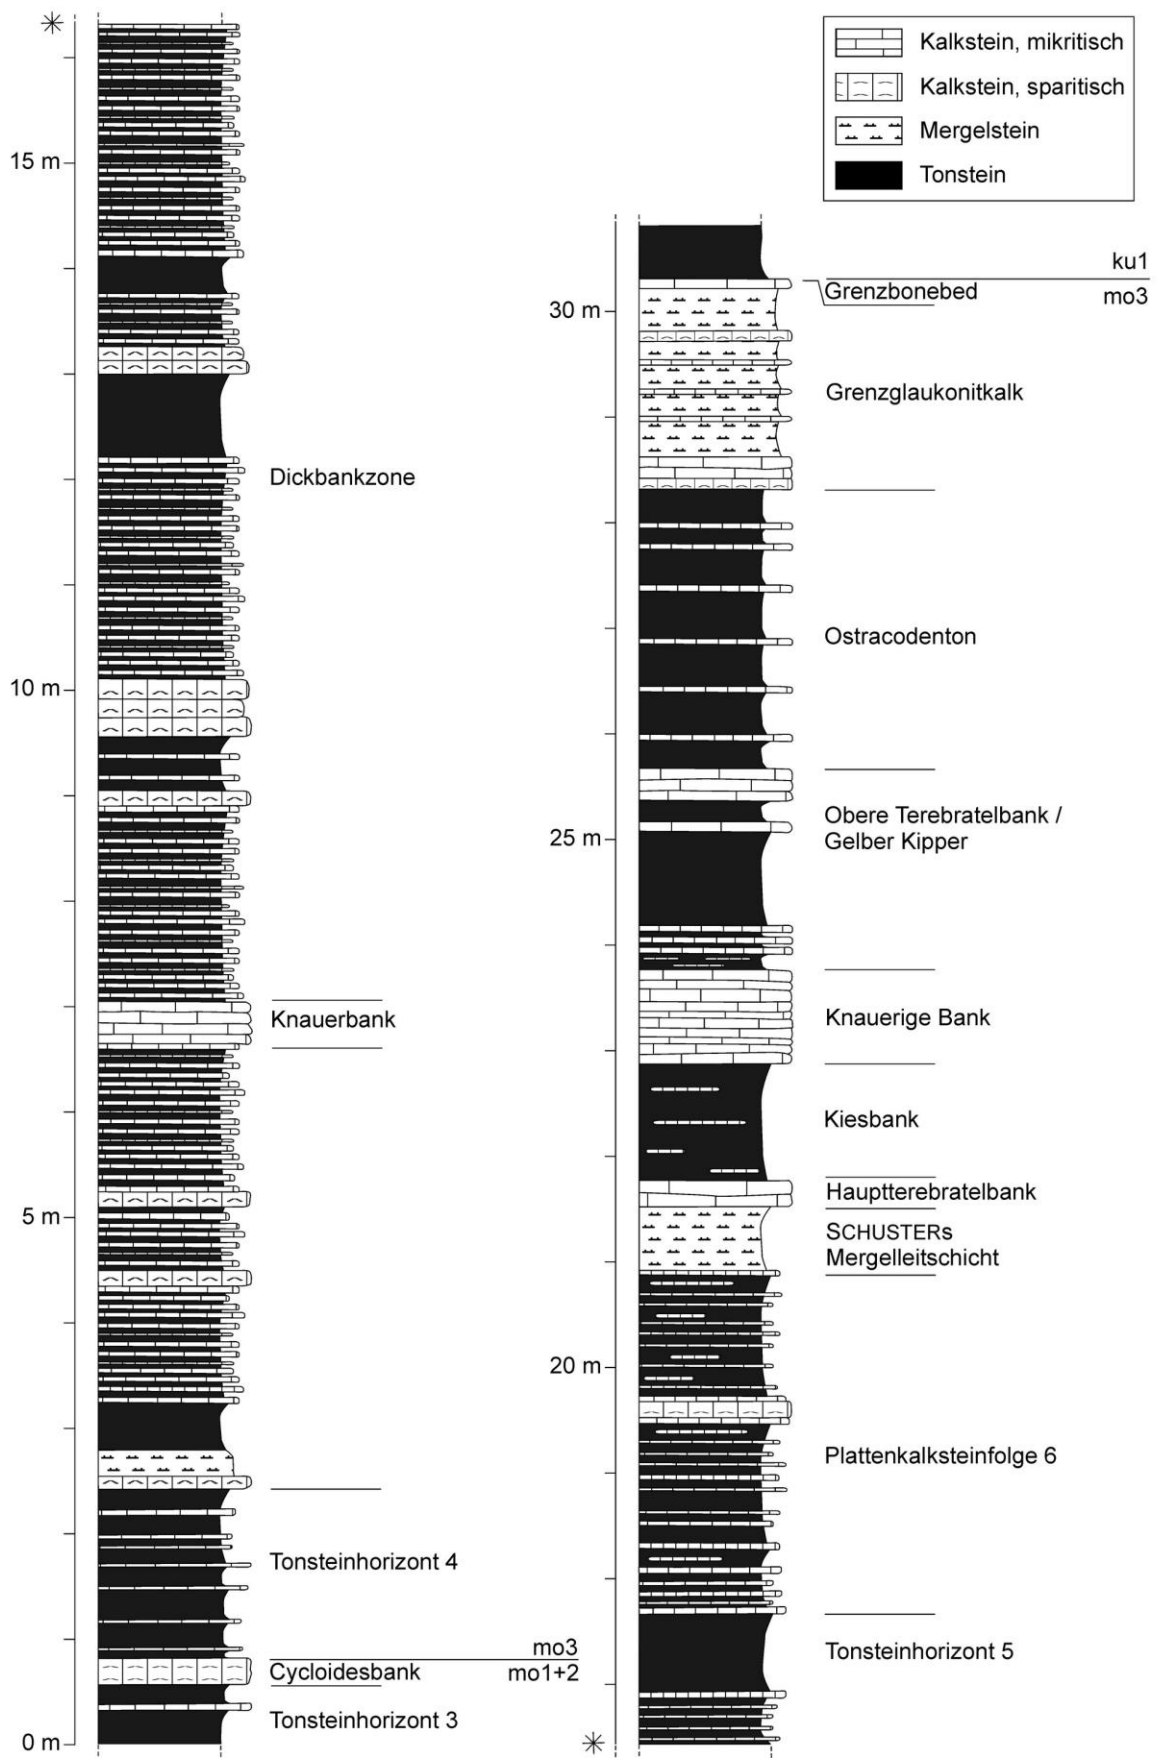 15 m
10 m
5 m
0 m
Dickbankzone
Knauerbank
Tonsteinhorizont 4
mo3
Cycloidesbank
mo1+2
Tonsteinhorizont 3
Kalkstein, mikritisch
Kalkstein, sparitisch
Mergelstein
Tonstein
30 m
25 m
20 m
ku1
Grenzbonebed
mo3
Grenzglaukonitkalk
Ostracodenton
Obere Terebratelbank /
Gelber Kipper
Knauerige Bank
Kiesbank
Hauptterebratelbank
SCHUSTERs
Mergelleitschicht
Plattenkalksteinfolge 6
Tonsteinhorizont 5